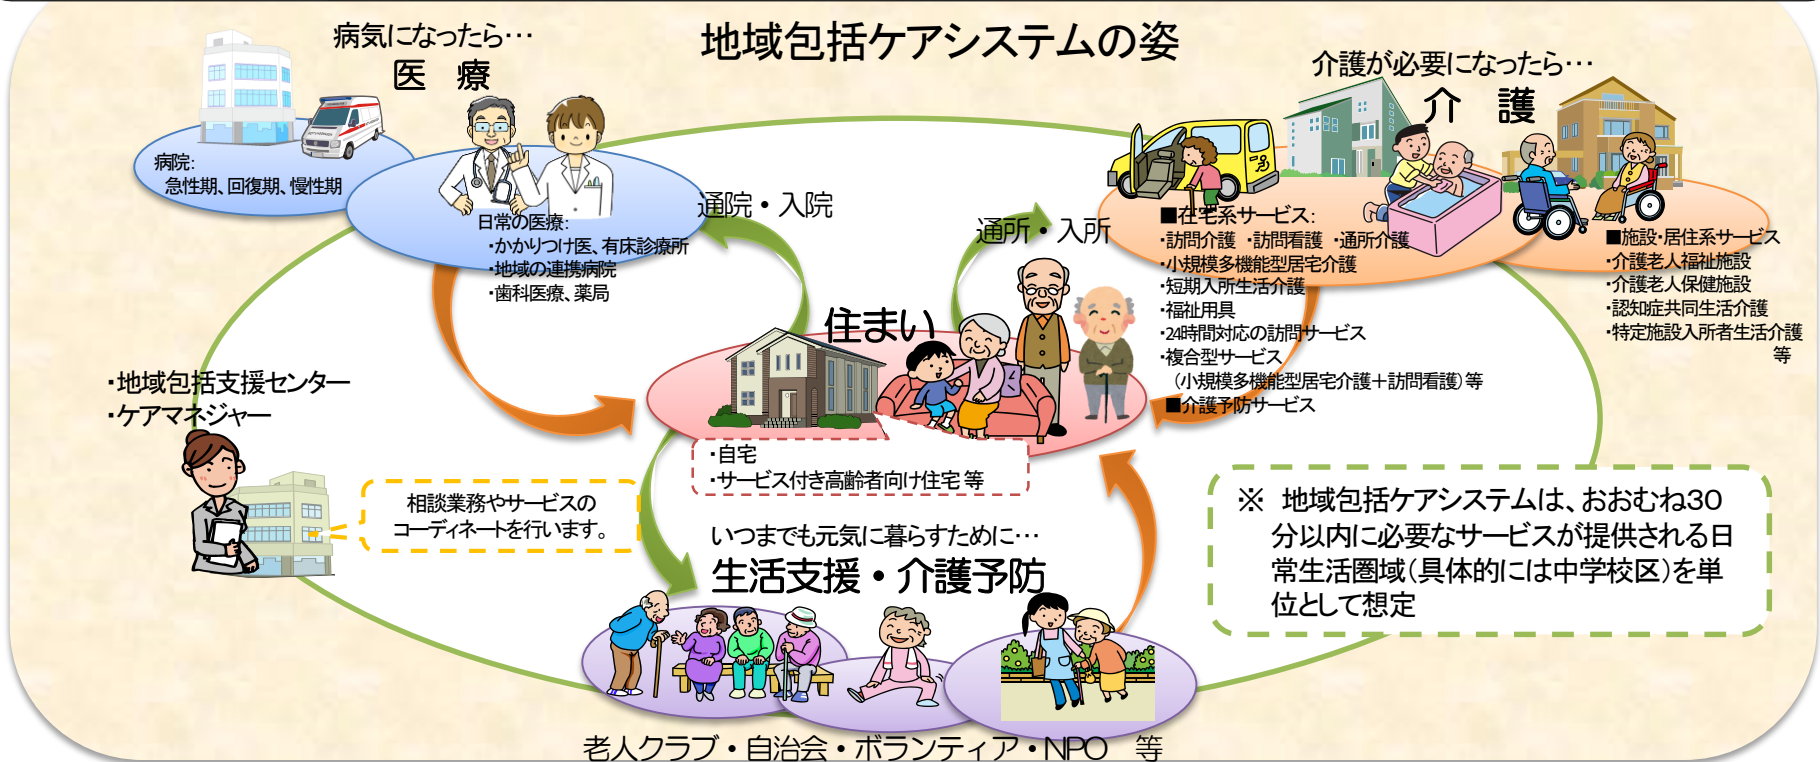 地域包括ケアシステムの姿
病気になったら…
医　療
病院:
急性期、回復期、慢性期
日常の医療:
・かかりつけ医、有床診療所
・地域の連携病院
・歯科医療、薬局
通院・入院
通所・入所
介護が必要になったら…
介　護
■在宅系サービス:
・訪問介護　・訪問看護　・通所介護
・小規模多機能型居宅介護
・短期入所生活介護
・福祉用具
・24時間対応の訪問サービス
・複合型サービス
（小規模多機能型居宅介護＋訪問看護）等
■介護予防サービス
■施設・居住系サービス
・介護老人福祉施設
・介護老人保健施設
・認知症共同生活介護
・特定施設入所者生活介護
等
住まい
・自宅
・サービス付き高齢者向け住宅 等
・地域包括支援センター
・ケアマネジャー
相談業務やサービスの
コーディネートを行います。
いつまでも元気に暮らすために…
生活支援・介護予防
老人クラブ・自治会・ボランティア・NPO　等
※　地域包括ケアシステムは、おおむね30
分以内に必要なサービスが提供される日
常生活圏域（具体的には中学校区）を単
位として想定